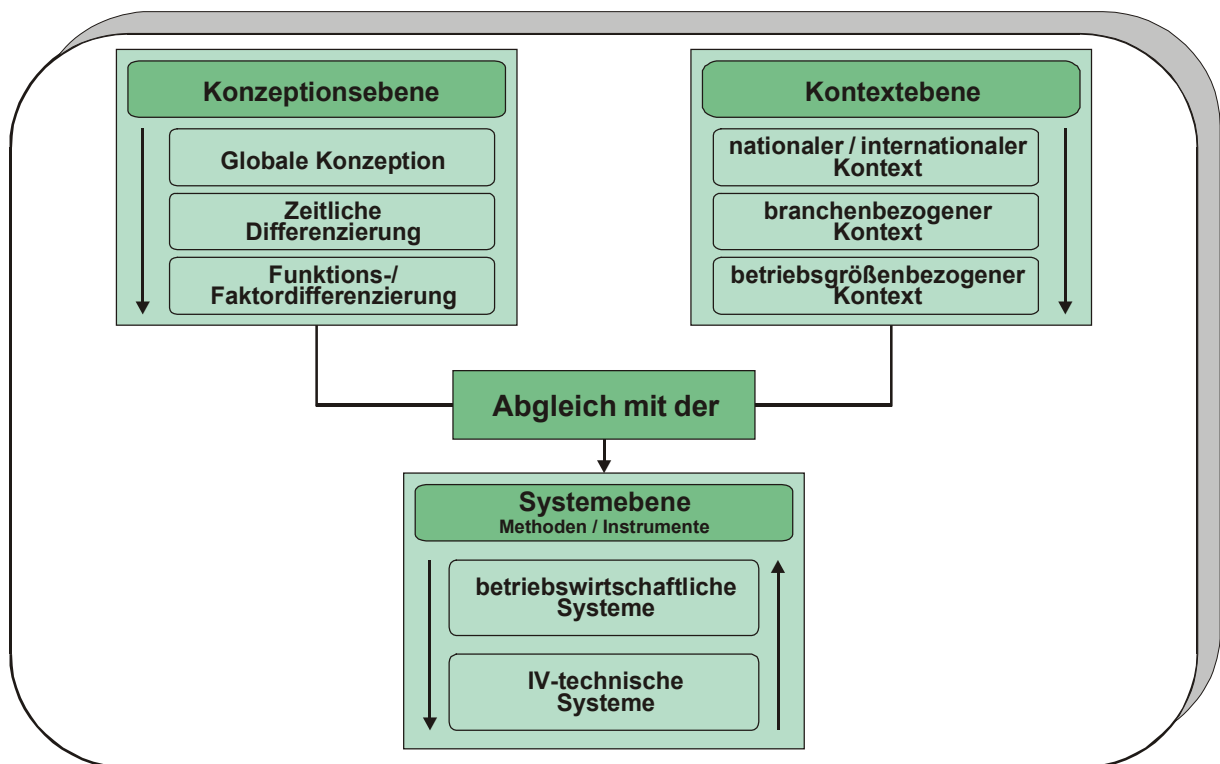 Konzeptionsebene
Globale Konzeption
Zeitliche
Differenzierung
Funktions-/
Faktordifferenzierung
Kontextebene
nationaler / internationaler
Kontext
branchenbezogener
Kontext
betriebsgrößenbezogener
Kontext
Abgleich mit der
Systemebene
Methoden / Instrumente
betriebswirtschaftliche
Systeme
IV-technische
Systeme